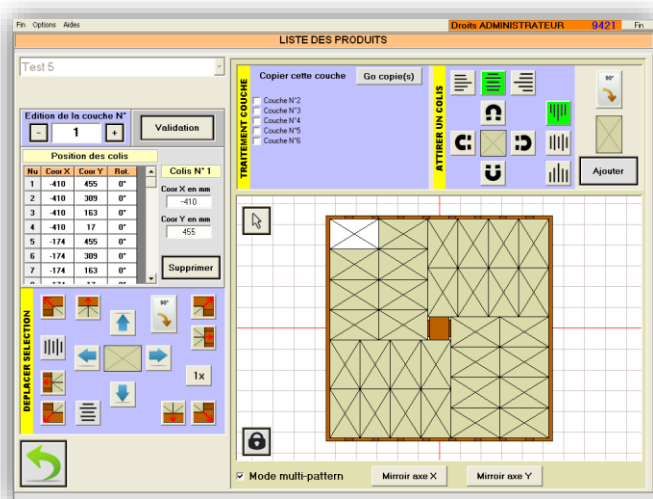 Fin Options Aides
Droits ADMINISTRATEUR 9421 Fin
LISTE DES PRODUITS
Test 5
Edition de la couche N°
- 1 +
Validation
Position des colis
Nu Coor X Coor Y Rot.
1 -410 455 0°
2 -410 309 0°
3 -410 163 0°
4 -410 17 0°
5 -174 455 0°
6 -174 309 0°
7 -174 163 0°
8 -174 17 0°
Colis N° 1
Coor X en mm
-410
Coor Y en mm
455
Supprimer
TRAITEMENT COUCHE
Copier cette couche
Go copie(s)
Couche N°2
Couche N°3
Couche N°4
Couche N°5
Couche N°6
ATTIRER UN COLIS
90°
Ajouter
DEPLACER SELECTION
90°
1x
Mode multi-pattern
Mirroir axe X
Mirroir axe Y